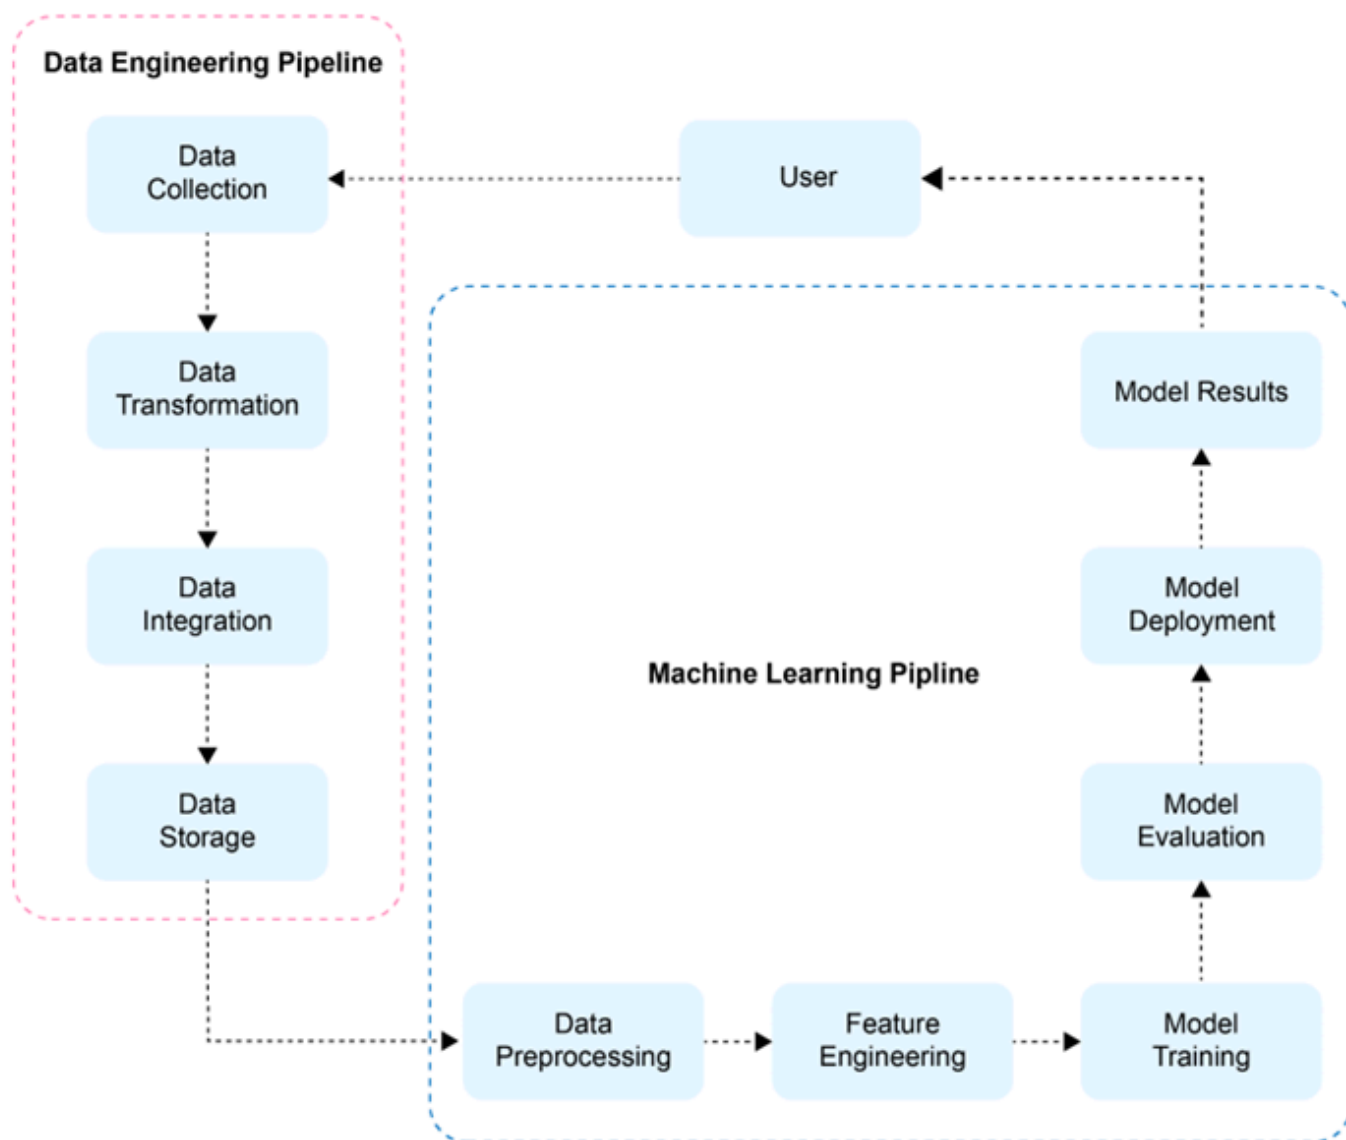 Data Engineering Pipeline
Data
Collection
User
Data
Transformation
Model Results
Data
Integration
Model
Deployment
Machine Learning Pipline
Data
Storage
Model
Evaluation
Data
Preprocessing
Feature
Engineering
Model
Training